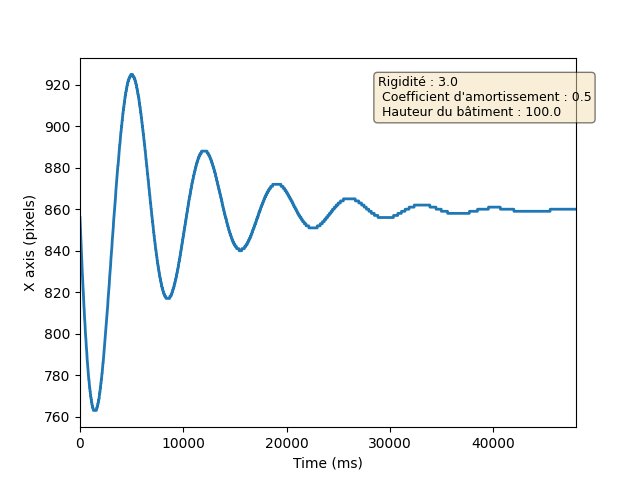 920
900
880
860
840
820
800
780
760
X axis (pixels)
Rigidité : 3.0
Coefficient d'amortissement : 0.5
Hauteur du bâtiment : 100.0
0 10000 20000 30000 40000
Time (ms)